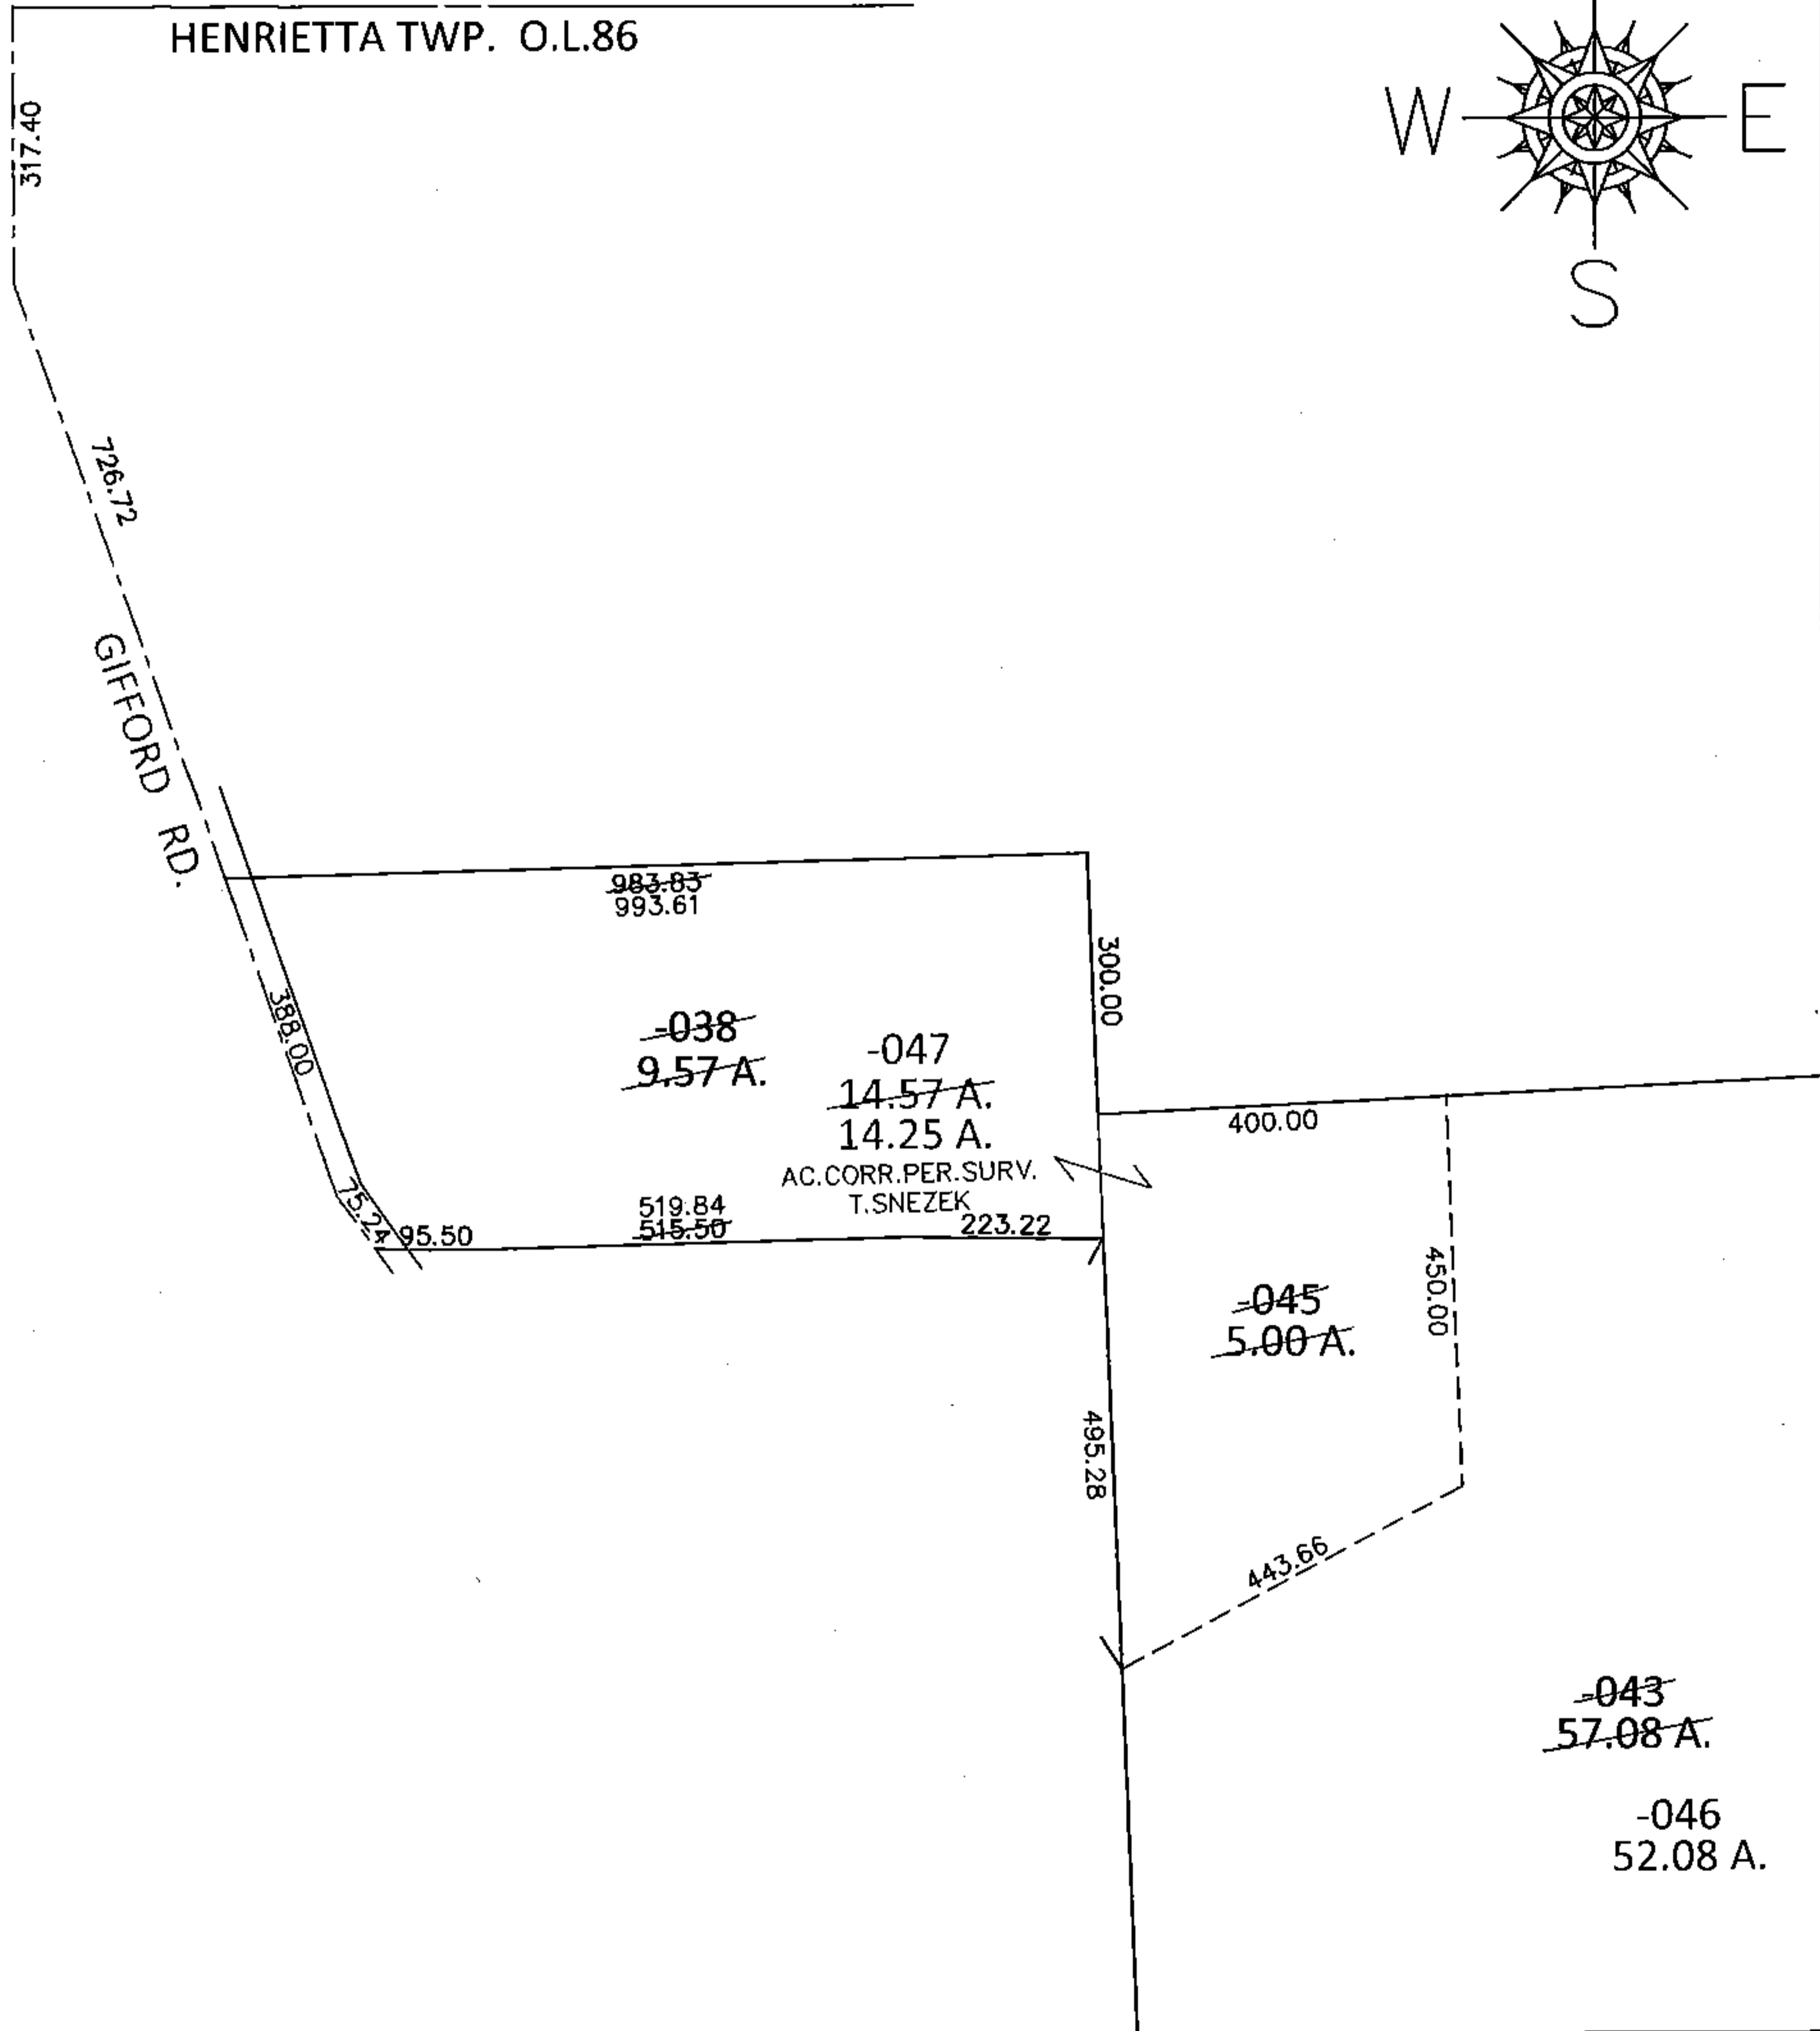 HENRIETTA TWP. O.L.86
W
E
S
317.40
726.72
GIFFORD RD.
983.83
993.61
300.00
388.00
-038
9.57 A.
-047
14.57 A.
14.25 A.
AC.CORR.PER.SURV.
T.SNEZEK
400.00
75.24
95.50
519.84
515.50
223.22
-045
5.00 A.
450.00
495.28
443.66
-043
57.08 A.
-046
52.08 A.